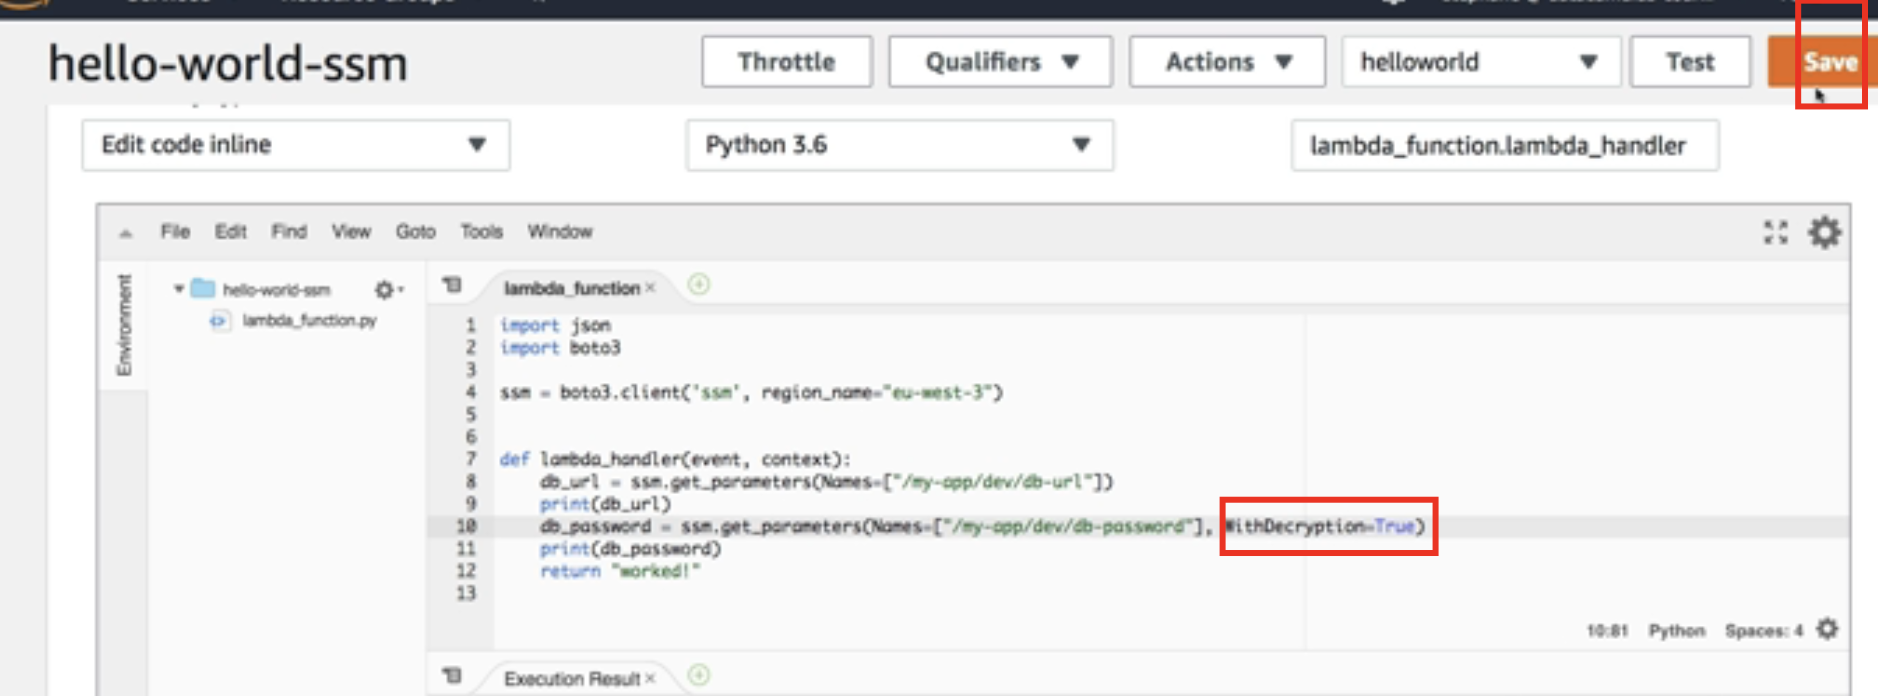 hello-world-ssm
Throttle
Qualifiers
Actions
helloworld
Test
Save
Edit code inline
Python 3.6
lambda_function.lambda_handler
File Edit Find View Goto Tools Window
Environment
hello-world-ssm
lambda_function.py
lambda_function ×
1 import json
2 import boto3
3
4 ssm = boto3.client('ssm', region_name="eu-west-3")
5
6
7 def lambda_handler(event, context):
8 db_url = ssm.get_parameters(Names=["/my-app/dev/db-url"])
9 print(db_url)
10 db_password = ssm.get_parameters(Names=["/my-app/dev/db-password"], WithDecryption=True)
11 print(db_password)
12 return "worked!"
13
10:81 Python Spaces: 4
Execution Result ×